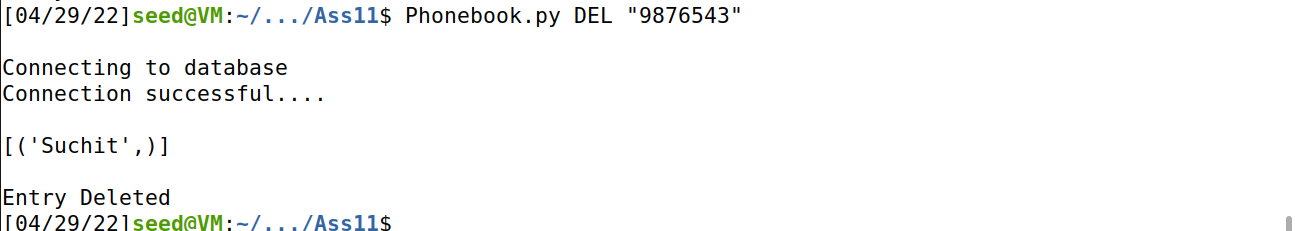 [04/29/22]seed@VM:~/.../Ass11$ Phonebook.py DEL "9876543"
Connecting to database
Connection successful....
[('Suchit',)]
Entry Deleted
[04/29/22]seed@VM:~/.../Ass11$